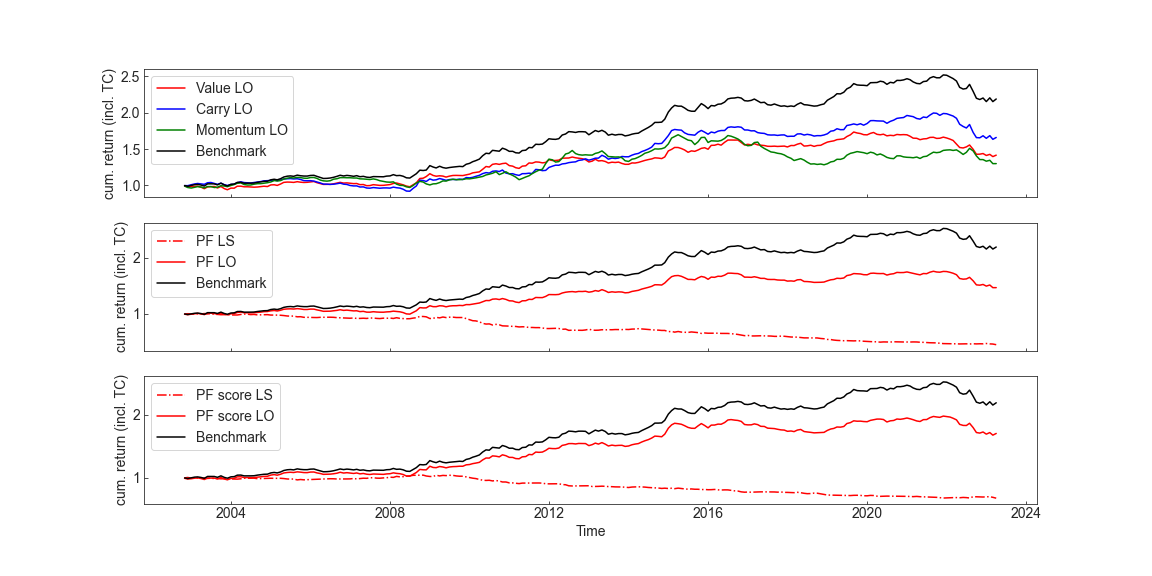 cum. return (incl. TC)
2.5
2.0
1.5
1.0
Value LO
Carry LO
Momentum LO
Benchmark
cum. return (incl. TC)
2
1
PF LS
PF LO
Benchmark
cum. return (incl. TC)
2
1
PF score LS
PF score LO
Benchmark
2004 2008 2012 2016 2020 2024
Time